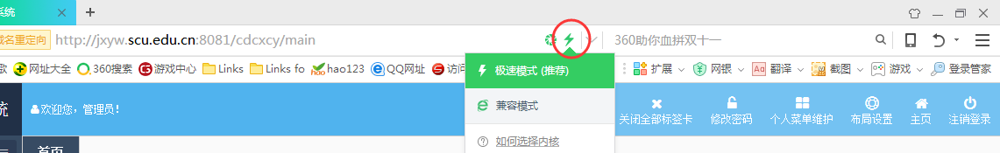 系统
域名重定向 http://jxyw.scu.edu.cn:8081/cdcxcy/main 360助你血拼双十一
歌 网址大全 360搜索 游戏中心 Links Links fo hao123 QQ网址 访问 扩展 网银 Aa 翻译 截图 游戏 登录管家
极速模式 (推荐)
兼容模式
如何选择内核
统 欢迎您，管理员！ 关闭全部标签卡 修改密码 个人菜单维护 布局设置 主页 注销登录
首页